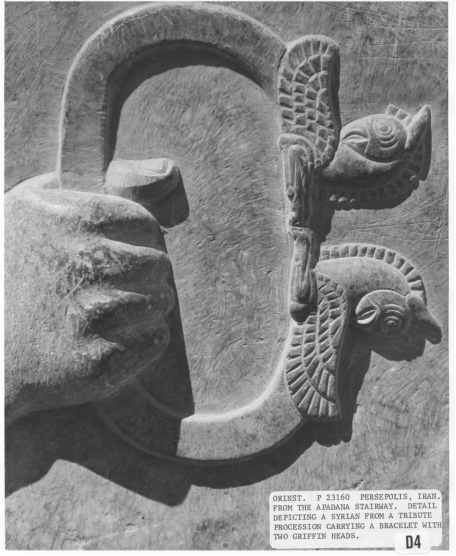 ORINST. P 23160 PERSEPOLIS, IRAN.
FROM THE APADANA STAIRWAY. DETAIL
DEPICTING A SYRIAN FROM A TRIBUTE
PROCESSION CARRYING A BRACELET WITH
TWO GRIFFIN HEADS.
D4